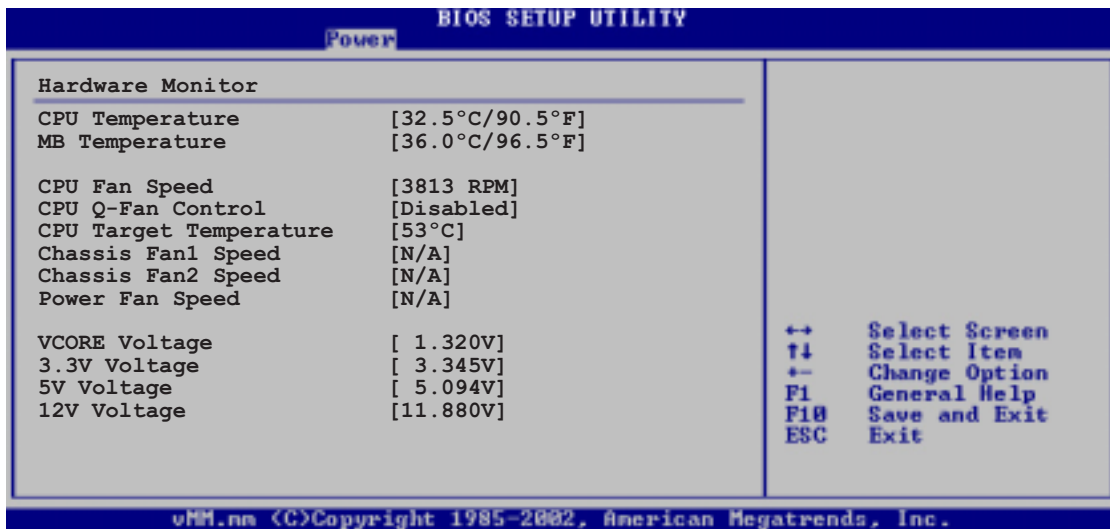 BIOS SETUP UTILITY
Power
Hardware Monitor
CPU Temperature [32.5°C/90.5°F]
MB Temperature [36.0°C/96.5°F]
CPU Fan Speed [3813 RPM]
CPU Q-Fan Control [Disabled]
CPU Target Temperature [53°C]
Chassis Fan1 Speed [N/A]
Chassis Fan2 Speed [N/A]
Power Fan Speed [N/A]
VCORE Voltage [ 1.320V]
3.3V Voltage [ 3.345V]
5V Voltage [ 5.094V]
12V Voltage [11.880V]
←→ Select Screen
↑↓ Select Item
+- Change Option
F1 General Help
F10 Save and Exit
ESC Exit
vMM.mm (C)Copyright 1985-2002, American Megatrends, Inc.